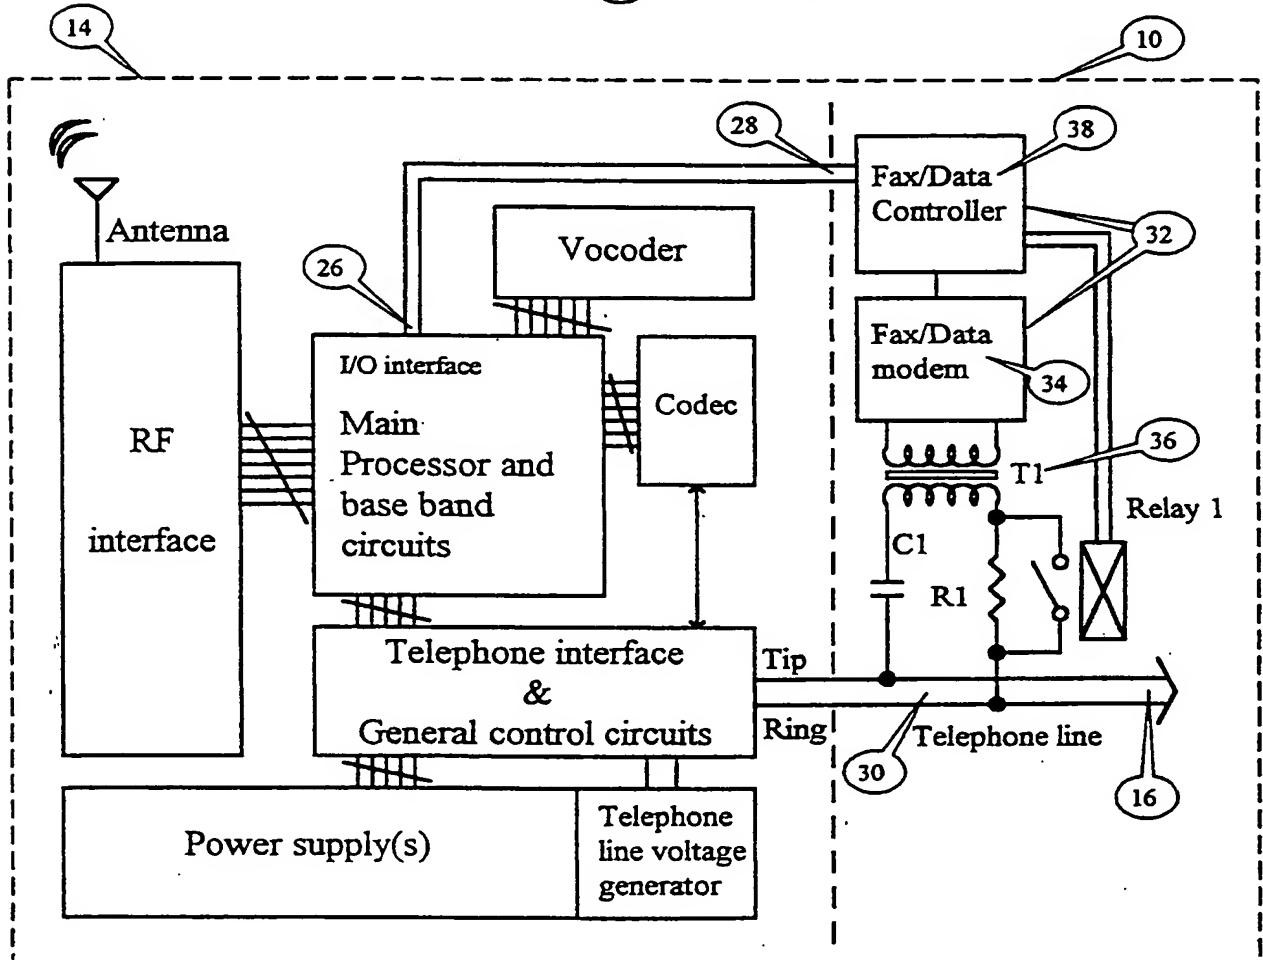 14
10
28
38
Fax/Data
Controller
Antenna
Vocoder
32
26
I/O interface
Main
Processor and
base band
circuits
Codec
Fax/Data
modem
34
RF
interface
36
T1
Relay 1
C1
R1
Telephone interface
&
General control circuits
Tip
Ring
Telephone line
30
16
Power supply(s)
Telephone
line voltage
generator